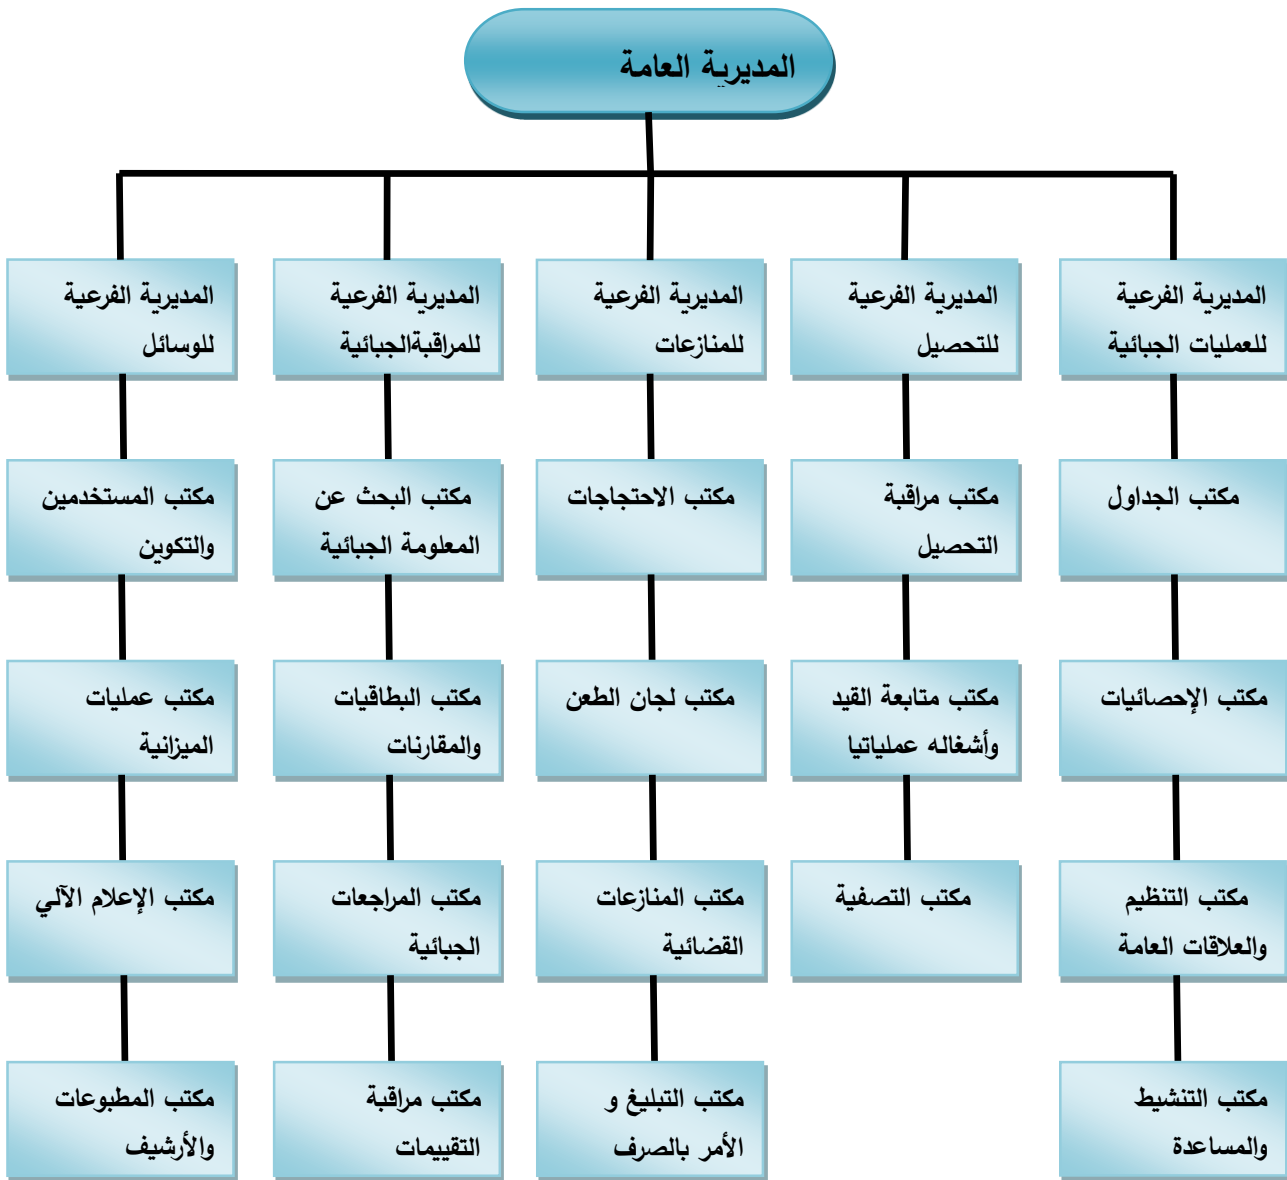 المديرية العامة
المديرية الفرعية
للعمليات الجبائية
المديرية الفرعية
للتحصيل
المديرية الفرعية
للمنازعات
المديرية الفرعية
للمراقبةالجبائية
المديرية الفرعية
للوسائل
مكتب الجداول
مكتب مراقبة
التحصيل
مكتب الاحتجاجات
مكتب البحث عن
المعلومة الجبائية
مكتب المستخدمين
والتكوين
مكتب الإحصائيات
مكتب متابعة القيد
وأشغاله عملياتيا
مكتب لجان الطعن
مكتب البطاقيات
والمقارنات
مكتب عمليات
الميزانية
مكتب التنظيم
والعلاقات العامة
مكتب التصفية
مكتب المنازعات
القضائية
مكتب المراجعات
الجبائية
مكتب الإعلام الآلي
مكتب التنشيط
والمساعدة
مكتب التبليغ و
الأمر بالصرف
مكتب مراقبة
التقييمات
مكتب المطبوعات
والأرشيف